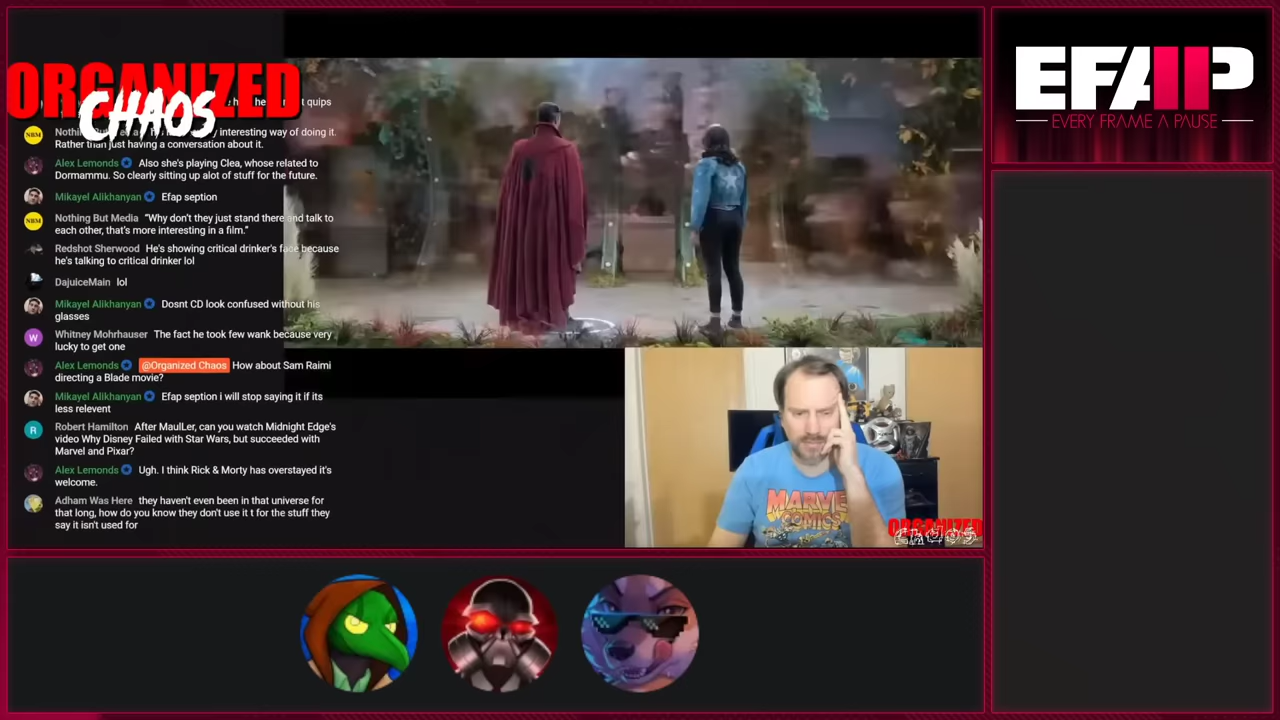 ORGANIZED
CHAOS
quips
interesting way of doing it.
Rather than just having a conversation about it.
Alex Lemonds Also she's playing Clea, whose related to
Dormammu. So clearly sitting up alot of stuff for the future.
Mikayel Alikhanyan Efap seption
Nothing But Media “Why don't they just stand there and talk to
each other, that's more interesting in a film.”
Redshot Sherwood He's showing critical drinker's face because
he's talking to critical drinker lol
DajuiceMain lol
Mikayel Alikhanyan Dosnt CD look confused without his
glasses
Whitney Mohrhauser The fact he took few wank because very
lucky to get one
Alex Lemonds @Organized Chaos How about Sam Raimi
directing a Blade movie?
Mikayel Alikhanyan Efap seption i will stop saying it if its
less relevent
Robert Hamilton After MaulLer, can you watch Midnight Edge's
video Why Disney Failed with Star Wars, but succeeded with
Marvel and Pixar?
Alex Lemonds Ugh. I think Rick & Morty has overstayed it's
welcome.
Adham Was Here they haven't even been in that universe for
that long, how do you know they don't use it t for the stuff they
say it isn't used for
NBM
NBM
W
R
MARVEL
COMICS
ORGANIZED
CHAOS
EFAP
EVERY FRAME A PAUSE